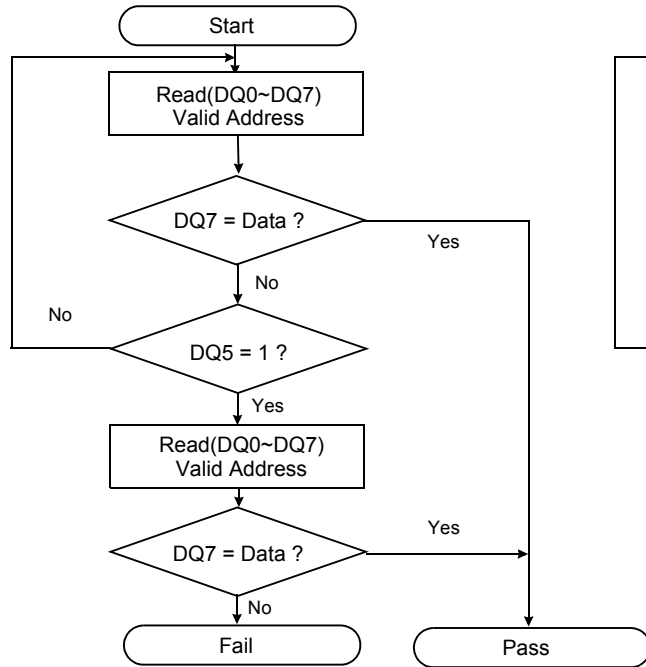 Start
Read(DQ0~DQ7)
Valid Address
DQ7 = Data ?
Yes
No
No
DQ5 = 1 ?
Yes
Read(DQ0~DQ7)
Valid Address
DQ7 = Data ?
Yes
No
Fail
Pass